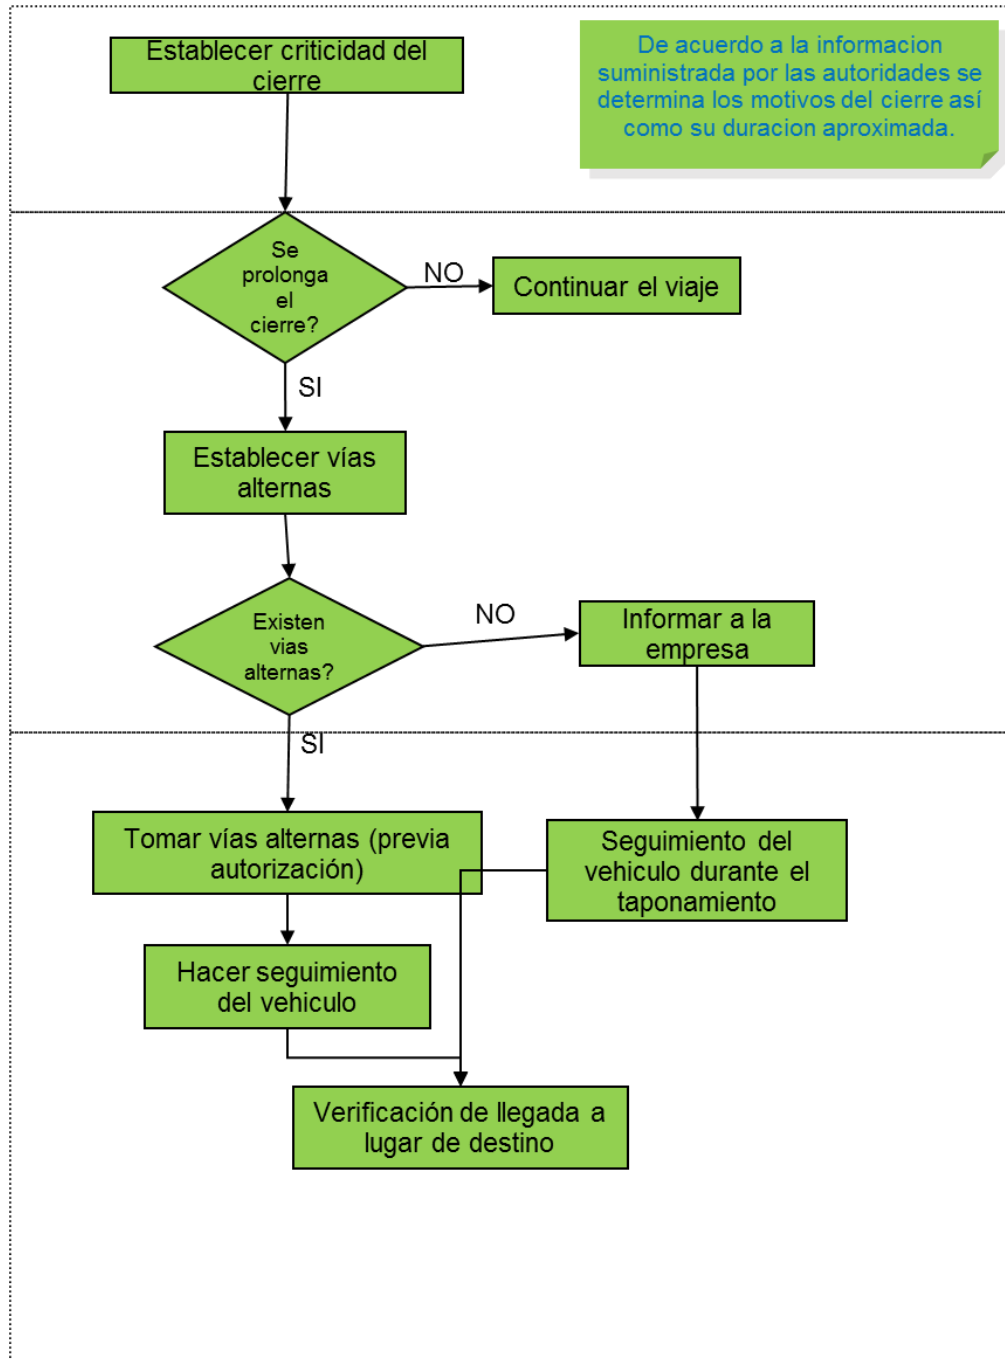 Establecer criticidad del
cierre
De acuerdo a la informacion
suministrada por las autoridades se
determina los motivos del cierre así
como su duracion aproximada.
Se
prolonga
el
cierre?
NO
Continuar el viaje
SI
Establecer vías
alternas
Existen
vias
alternas?
NO
Informar a la
empresa
SI
Tomar vías alternas (previa
autorización)
Seguimiento del
vehiculo durante el
taponamiento
Hacer seguimiento
del vehiculo
Verificación de llegada a
lugar de destino